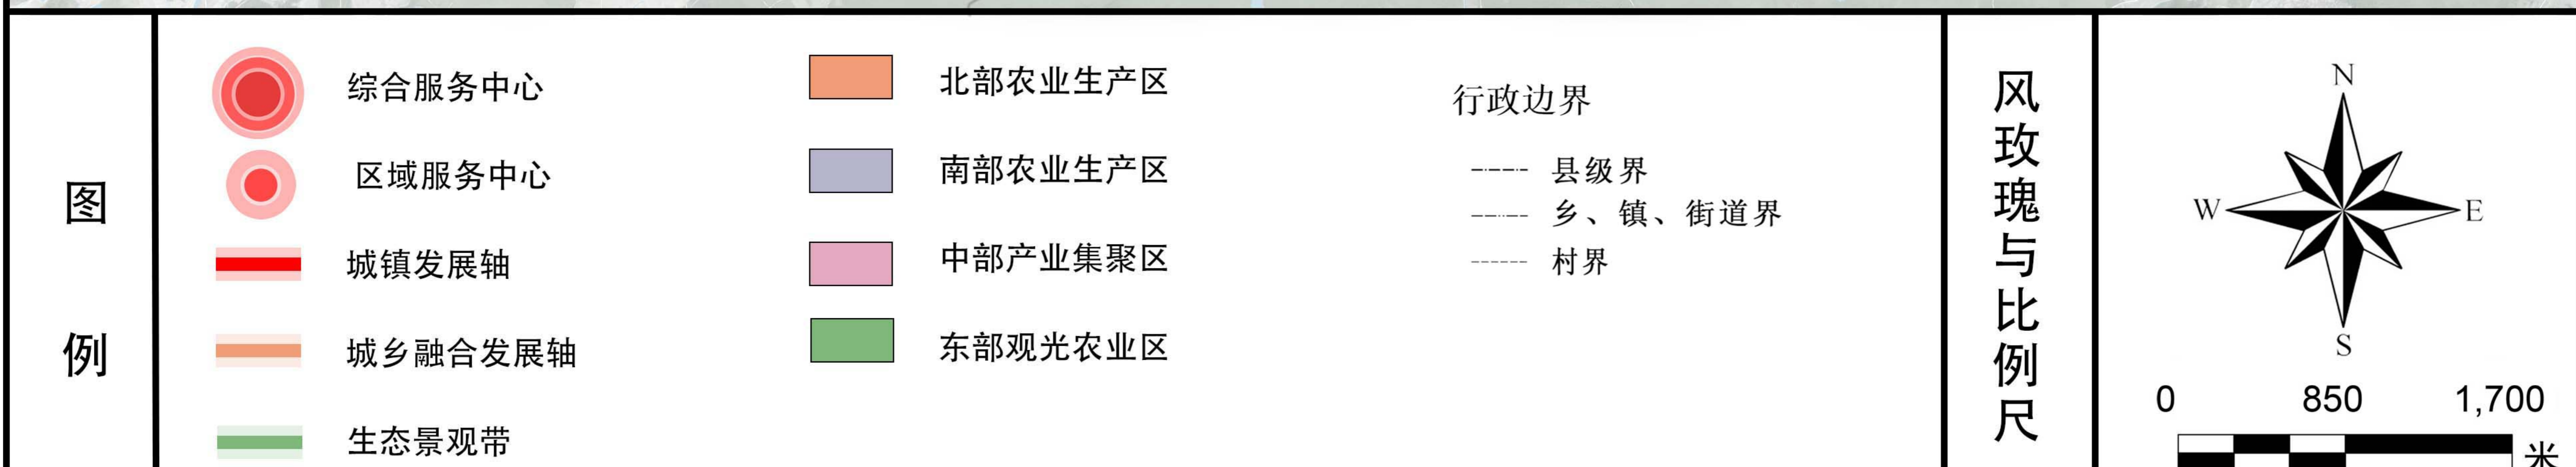 图例
综合服务中心
区域服务中心
城镇发展轴
城乡融合发展轴
生态景观带
北部农业生产区
南部农业生产区
中部产业集聚区
东部观光农业区
行政边界
县级界
乡、镇、街道界
村界
风玫瑰与比例尺
N
W
E
S
0 850 1,700
米